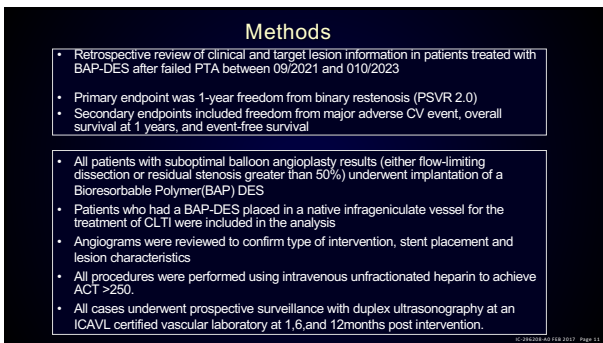 Methods
• Retrospective review of clinical and target lesion information in patients treated with
BAP-DES after failed PTA between 09/2021 and 010/2023
• Primary endpoint was 1-year freedom from binary restenosis (PSVR 2.0)
• Secondary endpoints included freedom from major adverse CV event, overall
survival at 1 years, and event-free survival
• All patients with suboptimal balloon angioplasty results (either flow-limiting
dissection or residual stenosis greater than 50%) underwent implantation of a
Bioresorbable Polymer(BAP) DES
• Patients who had a BAP-DES placed in a native infrageniculate vessel for the
treatment of CLTI were included in the analysis
• Angiograms were reviewed to confirm type of intervention, stent placement and
lesion characteristics
• All procedures were performed using intravenous unfractionated heparin to achieve
ACT >250.
• All cases underwent prospective surveillance with duplex ultrasonography at an
ICAVL certified vascular laboratory at 1,6,and 12months post intervention.
IC-296208-A0 FEB 2017 Page 11